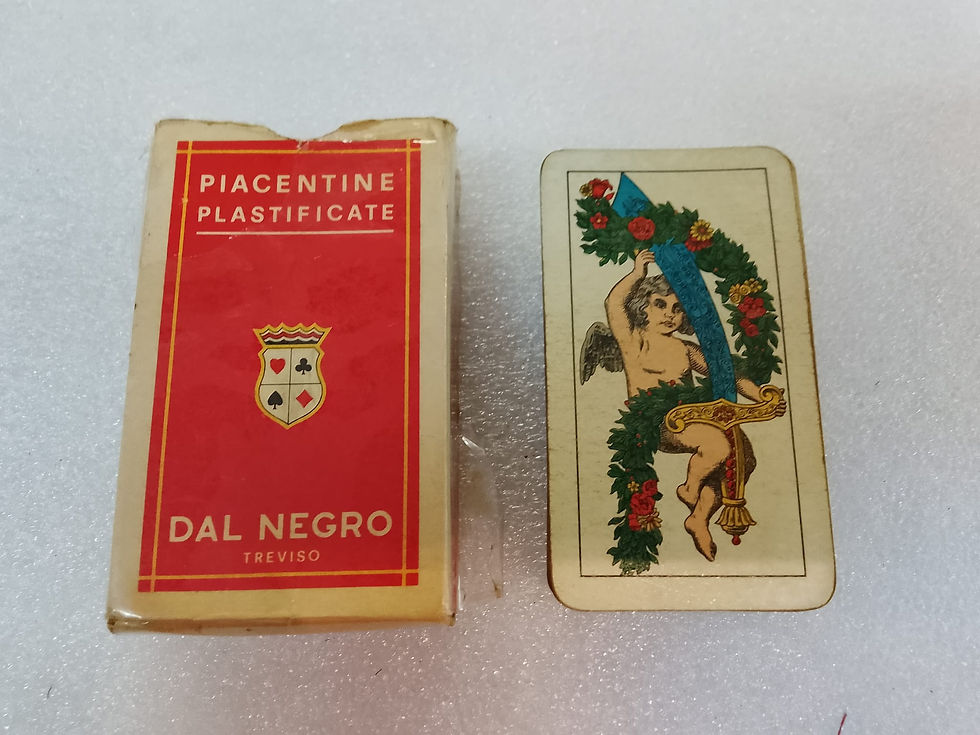 PIACENTINE
PLASTIFICATE
DAL NEGRO
TREVISO